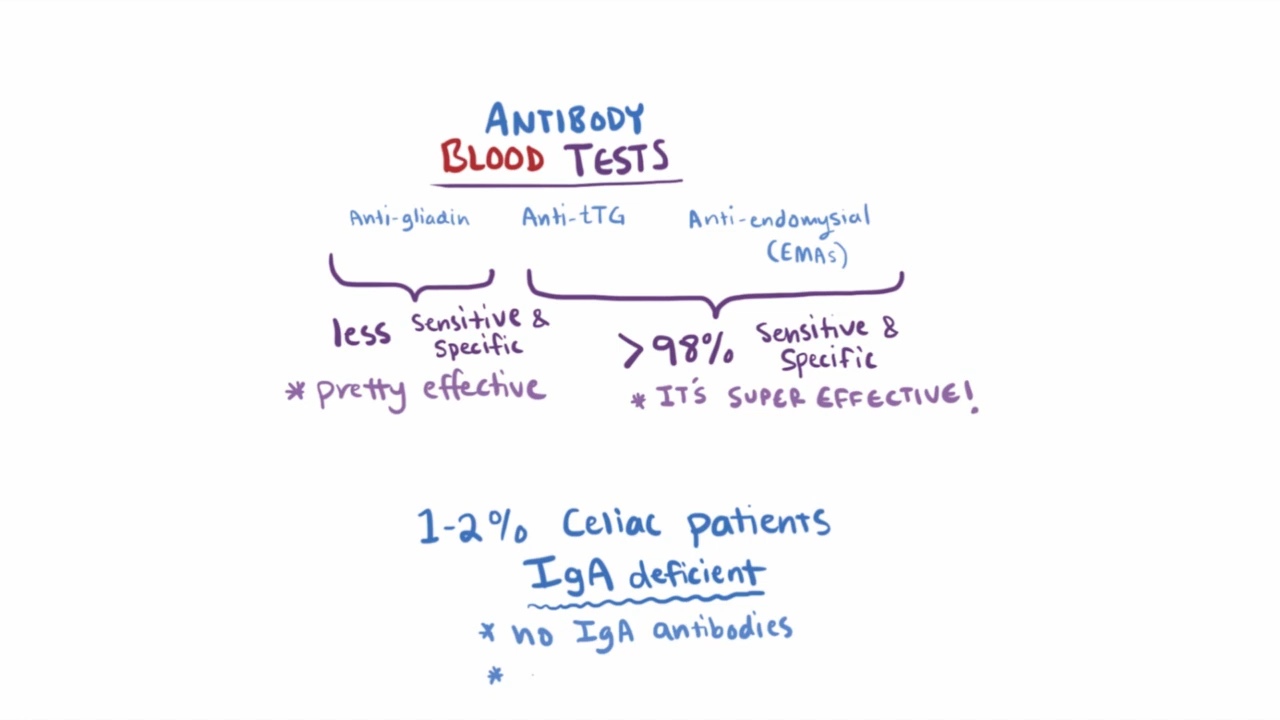 ANTIBODY
BLOOD TESTS
Anti-gliadin Anti-tTG Anti-endomysial
(EMAs)
less Sensitive &
Specific
* pretty effective
>98% Sensitive &
Specific
* IT'S SUPER EFFECTIVE!
1-2% Celiac patients
IgA deficient
* no IgA antibodies
*